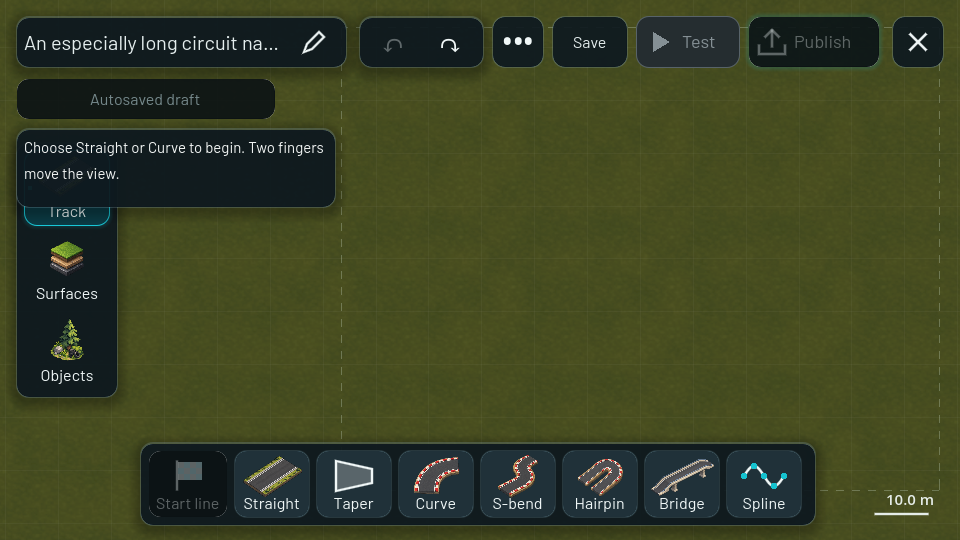 An especially long circuit na...
Save
Test
Publish
Autosaved draft
Choose Straight or Curve to begin. Two fingers
move the view.
Track
Surfaces
Objects
Start line
Straight
Taper
Curve
S-bend
Hairpin
Bridge
Spline
10.0 m